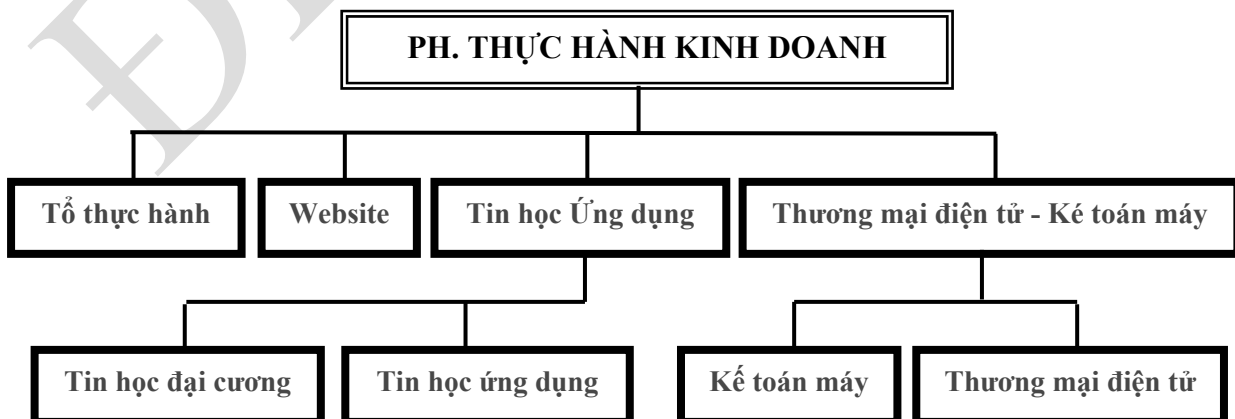 PH. THỰC HÀNH KINH DOANH
Tổ thực hành
Website
Tin học Ứng dụng
Thương mại điện tử - Ké toán máy
Tin học đại cương
Tin học ứng dụng
Kế toán máy
Thương mại điện tử